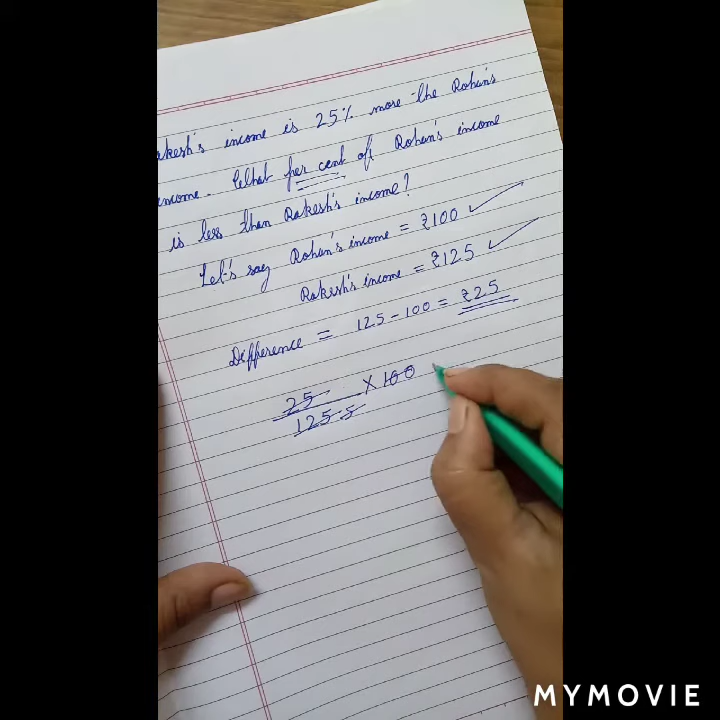 akesh's income is 25% more the Rohan's
income. What per cent of Rohan's income
is less than Rakesh's income?
Let's say Rohan's income = ₹100
Rakesh's income = ₹125
Difference = 125 - 100 = ₹25
25 × 100
125 5
MYMOVIE